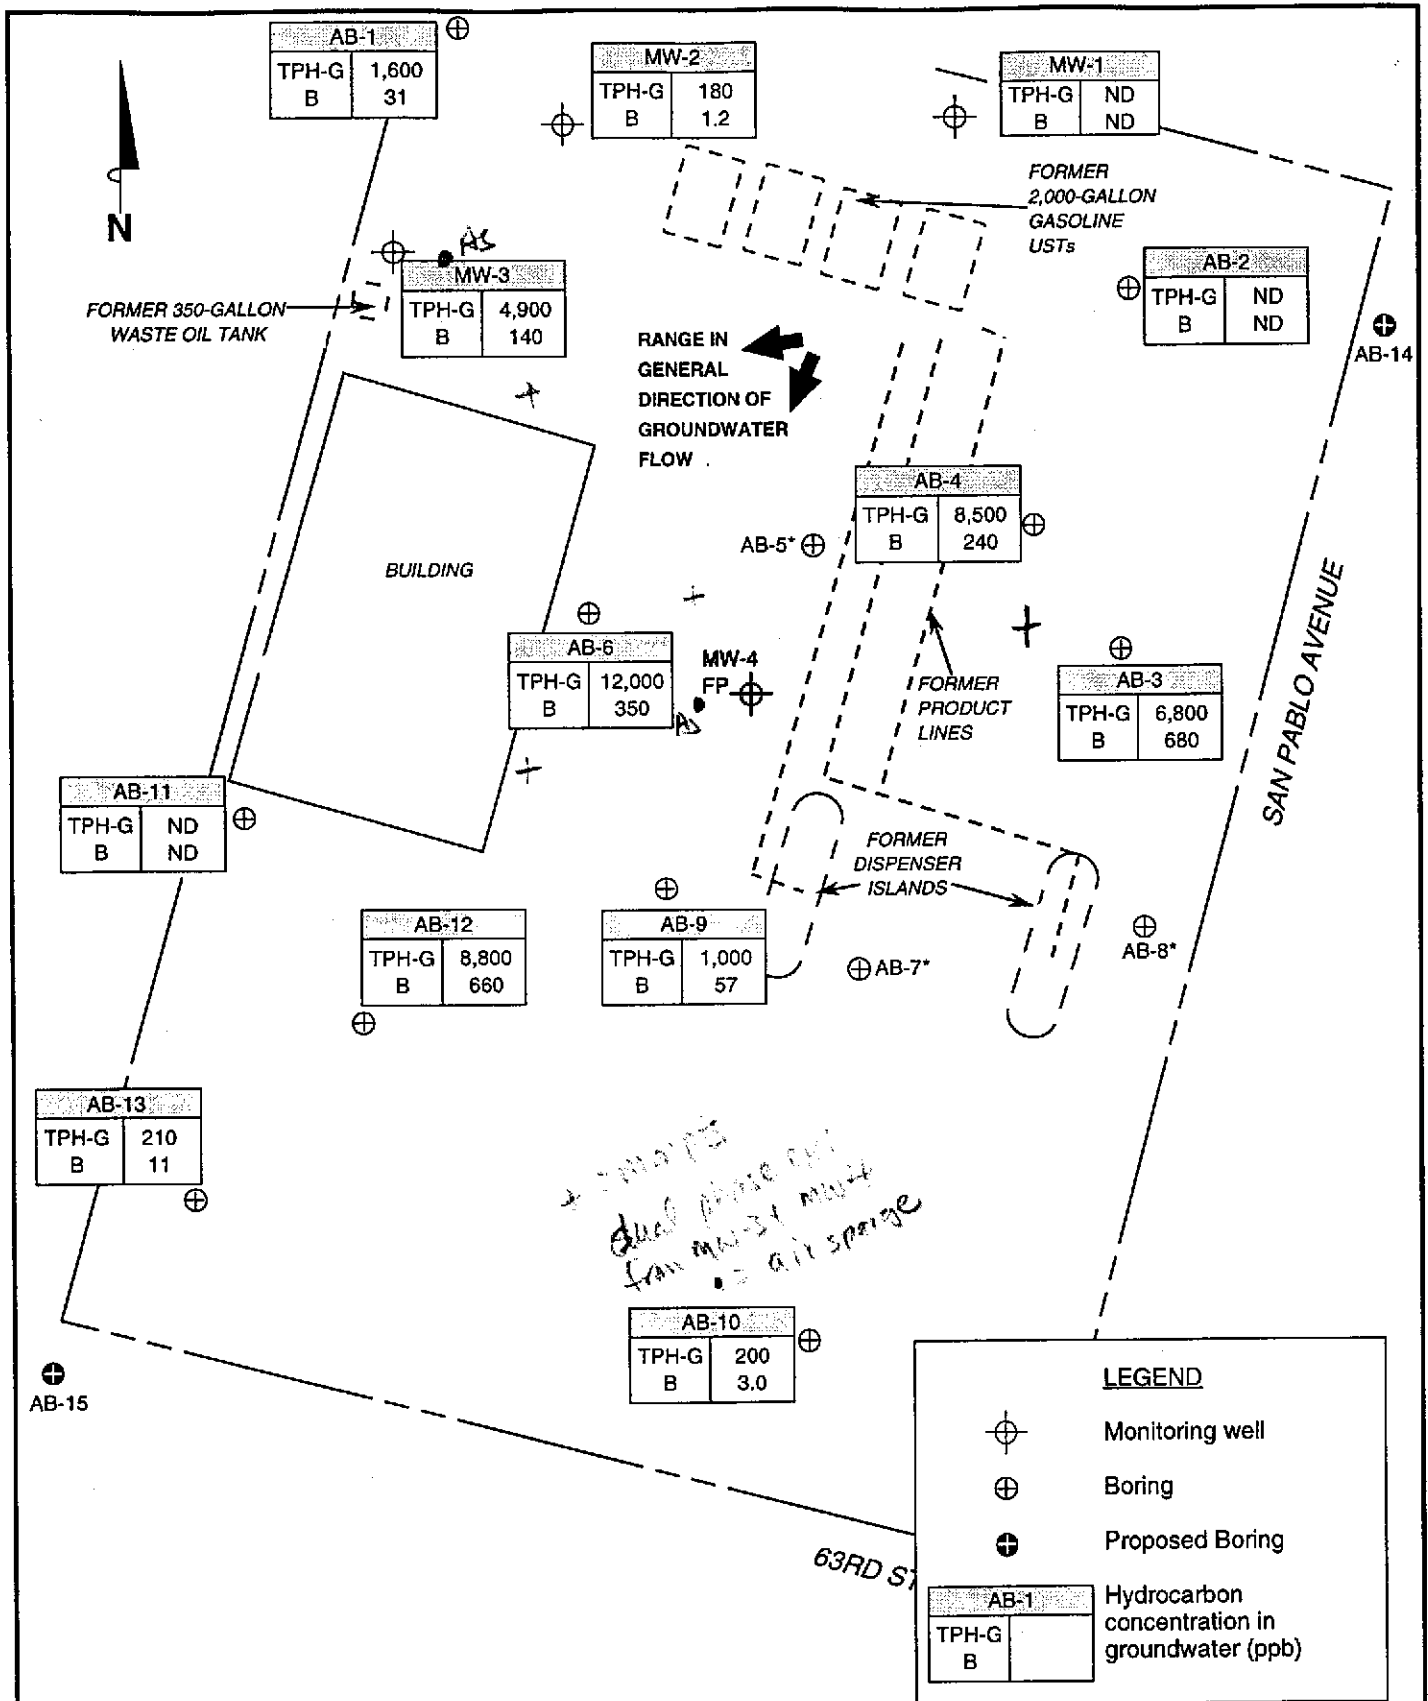 AB-1
TPH-G 1,600
B 31
MW-2
TPH-G 180
B 1.2
MW-1
TPH-G ND
B ND
N
FORMER
2,000-GALLON
GASOLINE
USTs
AS
MW-3
TPH-G 4,900
B 140
FORMER 350-GALLON
WASTE OIL TANK
AB-2
TPH-G ND
B ND
AB-14
RANGE IN
GENERAL
DIRECTION OF
GROUNDWATER
FLOW
AB-4
TPH-G 8,500
B 240
AB-5*
BUILDING
AB-6
TPH-G 12,000
B 350
MW-4
FP
AS
FORMER
PRODUCT
LINES
AB-3
TPH-G 6,800
B 680
SAN PABLO AVENUE
AB-11
TPH-G ND
B ND
FORMER
DISPENSER
ISLANDS
AB-12
TPH-G 8,800
B 660
AB-9
TPH-G 1,000
B 57
AB-7*
AB-8*
AB-13
TPH-G 210
B 11
dual phase
from MW-3 + MW-4
• = air sparge
AB-10
TPH-G 200
B 3.0
AB-15
63RD ST
LEGEND
Monitoring well
Boring
Proposed Boring
AB-1
TPH-G
B
Hydrocarbon
concentration in
groundwater (ppb)